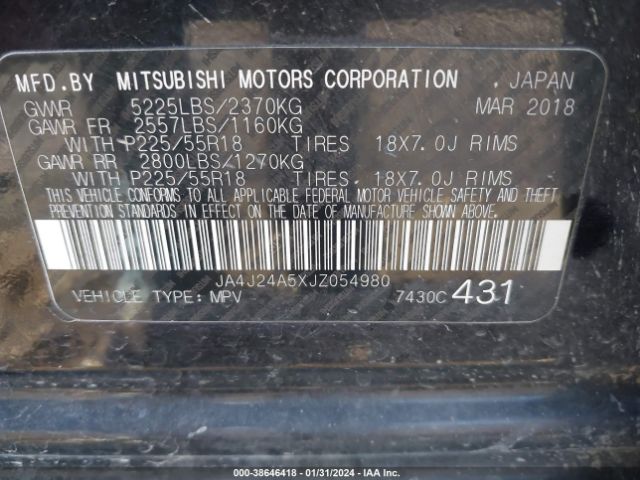 MFD.BY MITSUBISHI MOTORS CORPORATION . JAPAN
GVWR 5225LBS/2370KG MAR 2018
GAWR FR 2557LBS/1160KG
WITH P225/55R18 TIRES 18X7.0J RIMS
GAWR RR 2800LBS/1270KG
WITH P225/55R18 TIRES 18X7.0J RIMS
THIS VEHICLE CONFORMS TO ALL APPLICABLE FEDERAL MOTOR VEHICLE SAFETY AND THEFT
PREVENTION STANDARDS IN EFFECT ON THE DATE OF MANUFACTURE SHOWN ABOVE.
JA4J24A5XJZ054980
VEHICLE TYPE: MPV 7430C 431
000-38646418 - 01/31/2024 - IAA Inc.